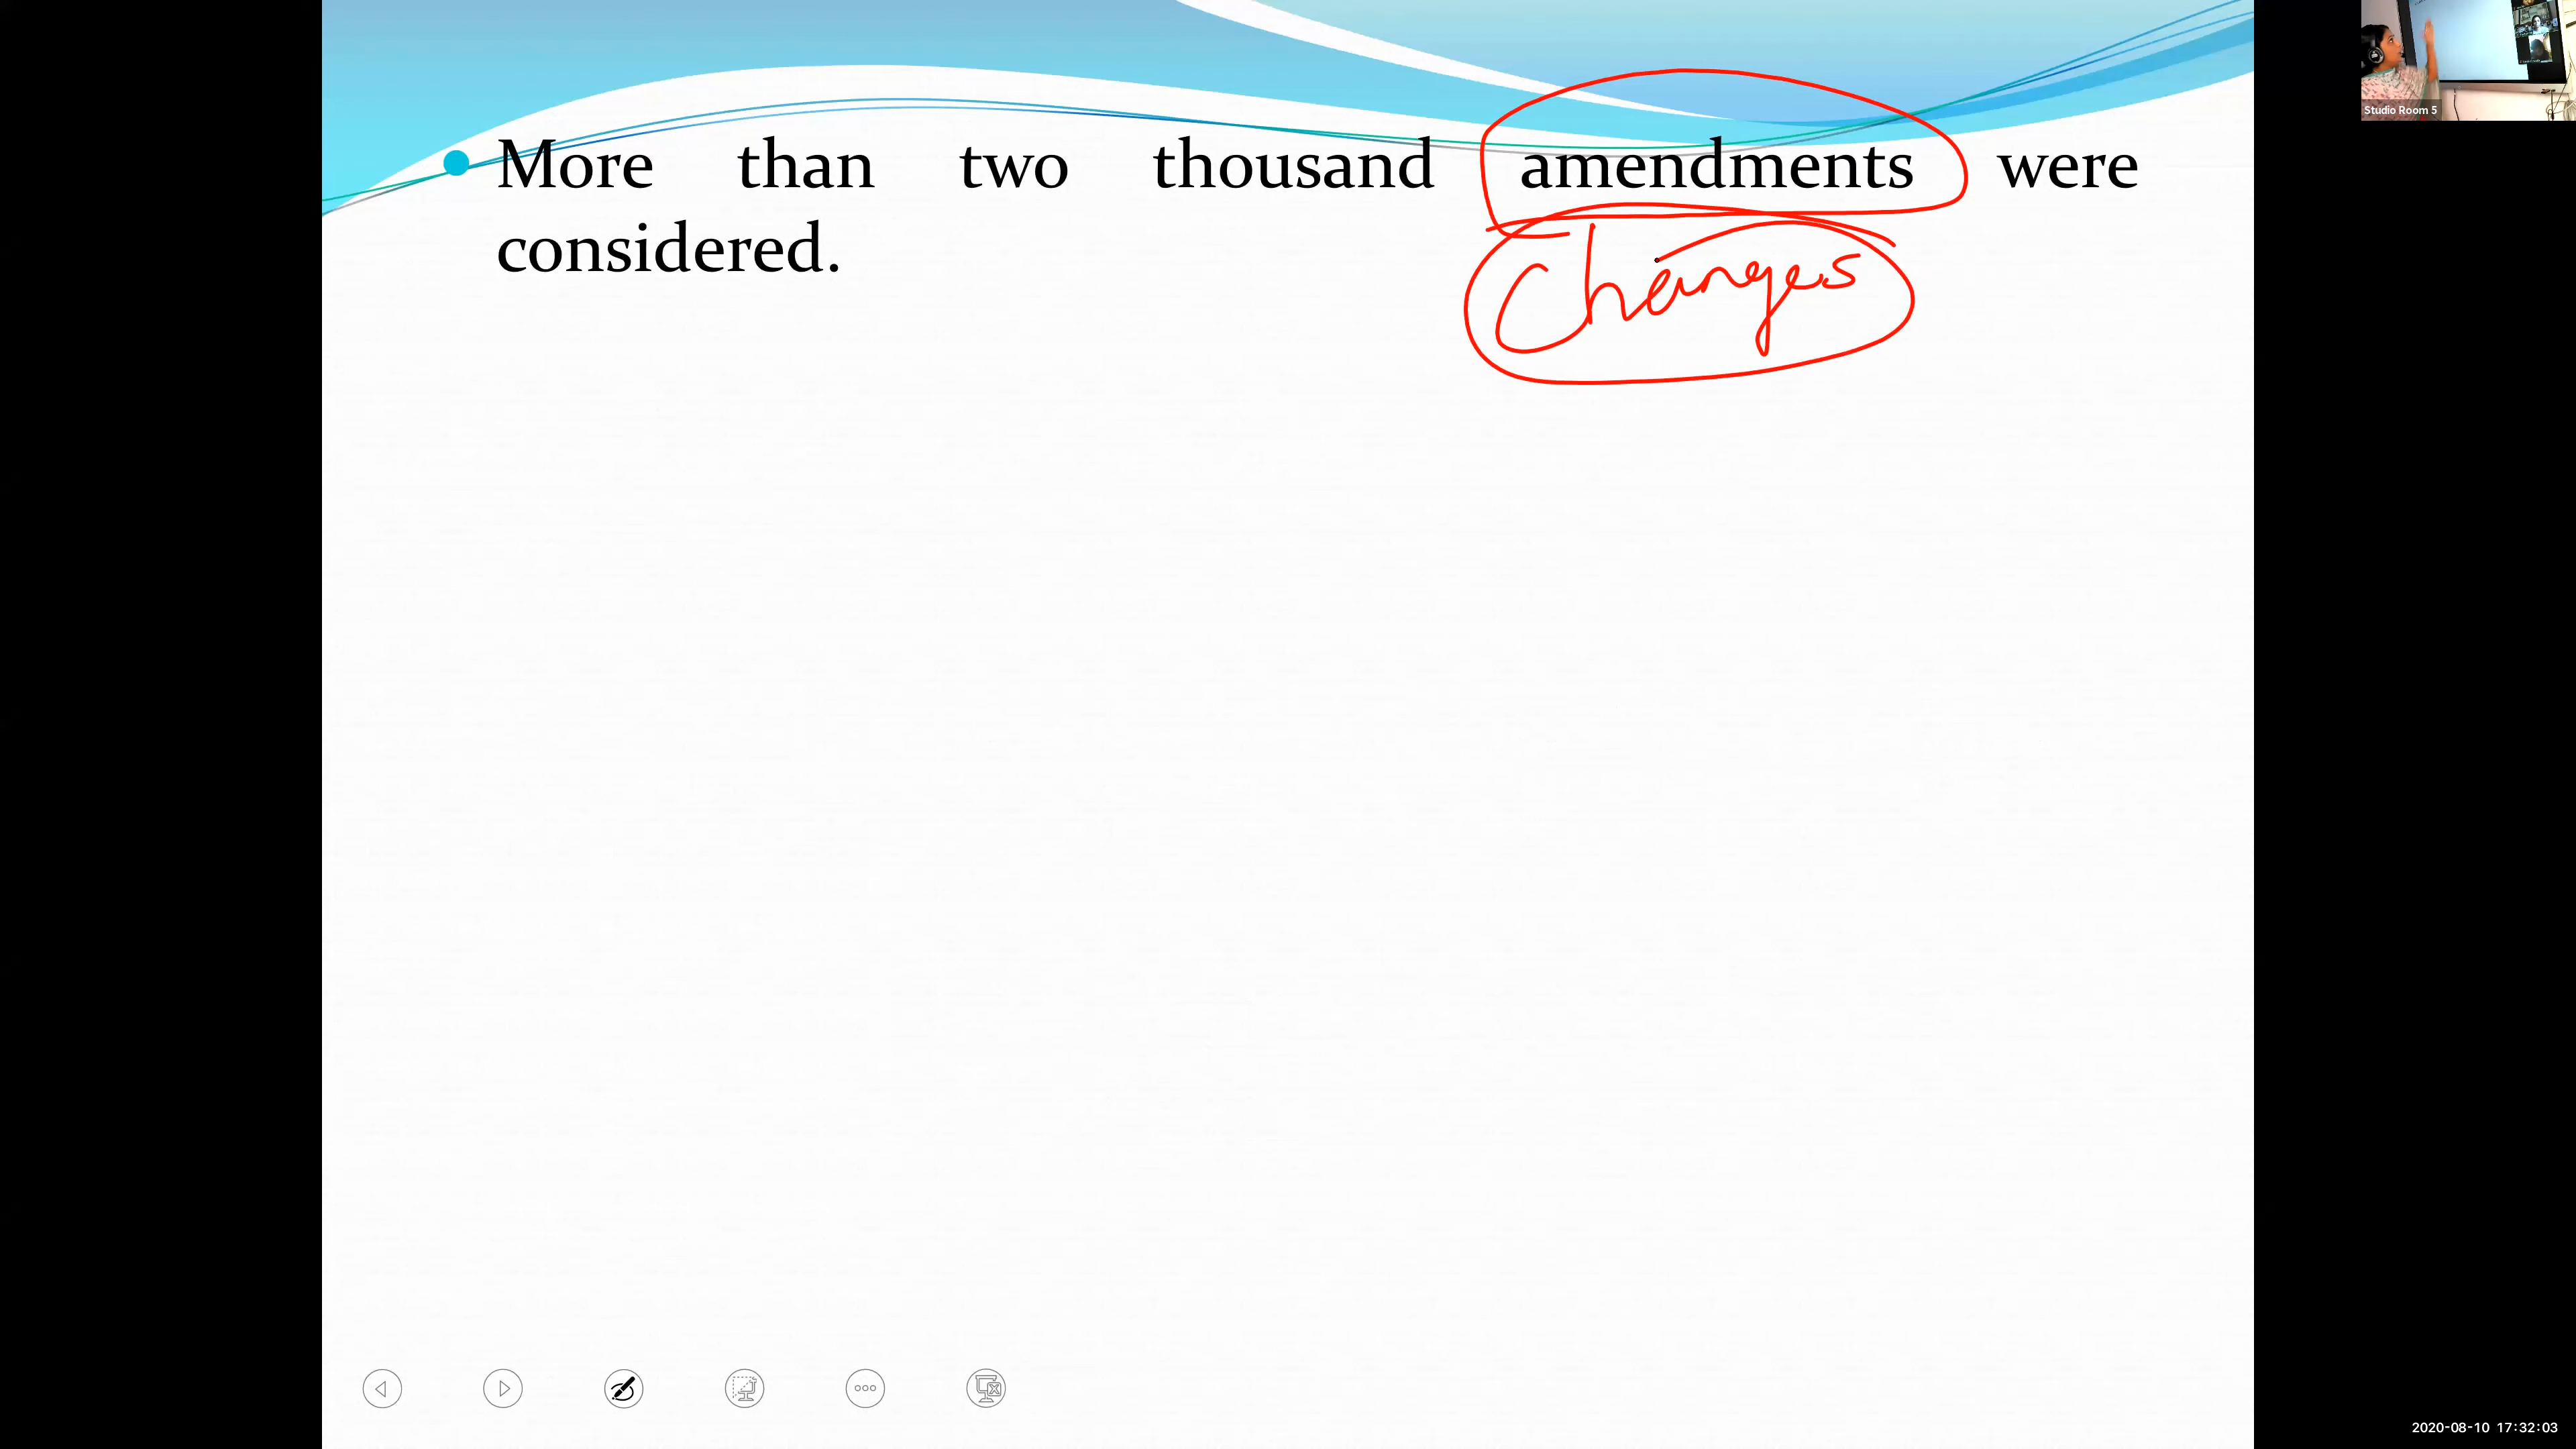 Studio Room 5
More than two thousand amendments were
considered.
Changes
2020-08-10 17:32:03